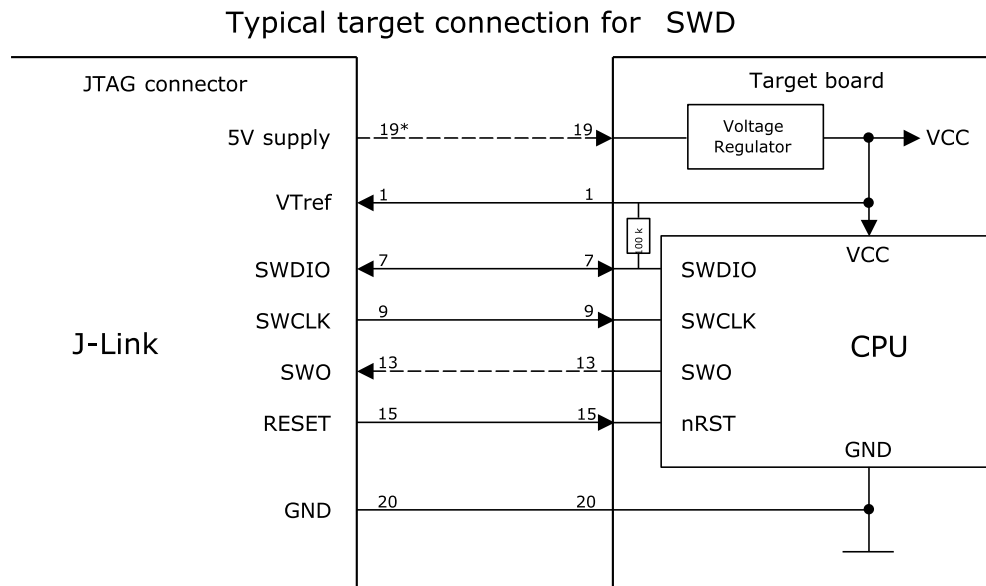 Typical target connection for SWD
JTAG connector
Target board
5V supply 19* 19 Voltage Regulator VCC
VTref 1 1
100 k
VCC
SWDIO 7 7 SWDIO
SWCLK 9 9 SWCLK
J-Link
CPU
SWO 13 13 SWO
RESET 15 15 nRST
GND
GND 20 20